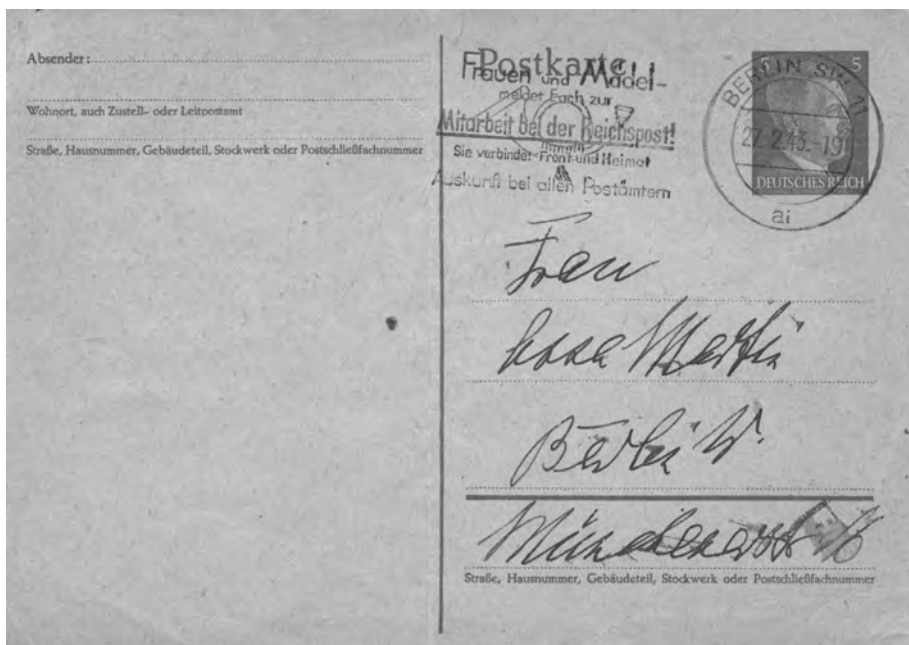 Absender:
Wohnort, auch Zustell- oder Leitpostamt
Straße, Hausnummer, Gebäudeteil, Stockwerk oder Postschließfachnummer
Postkarte
Frauen und Mädel-
meldet Euch zur
Mitarbeit bei der Reichspost!
Sie verbindet Front und Heimat
Auskunft bei allen Postämtern
5 5
BERLIN SW 11
27.2.43.-19
DEUTSCHES REICH
ai
Frau
Martin
Berlin W.
Straße, Hausnummer, Gebäudeteil, Stockwerk oder Postschließfachnummer